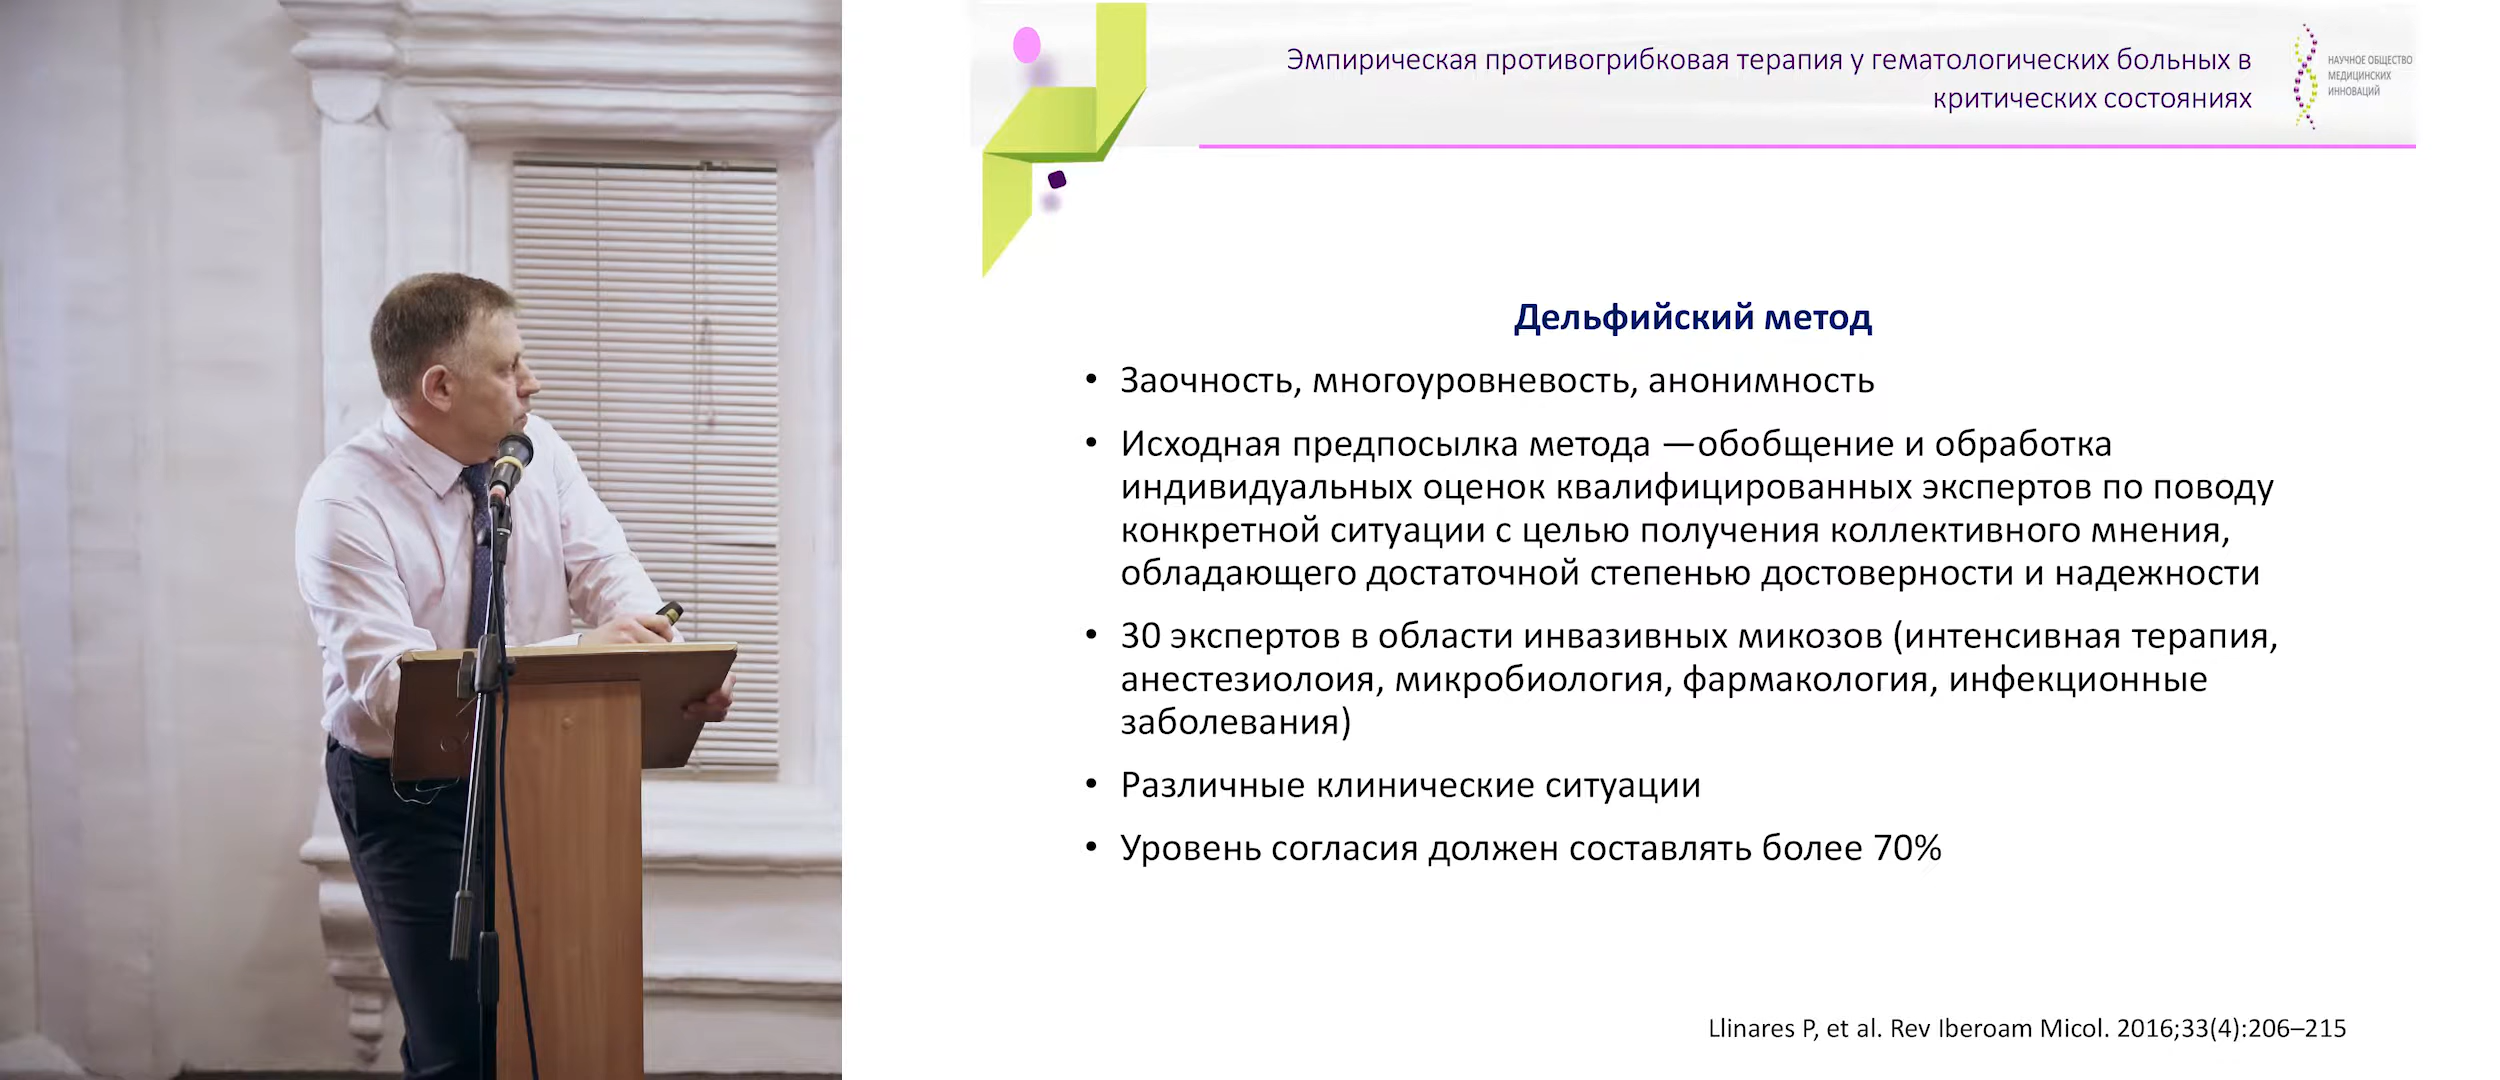 Эмпирическая противогрибковая терапия у гематологических больных в
критических состояниях
НАУЧНОЕ ОБЩЕСТВО
МЕДИЦИНСКИХ
ИННОВАЦИЙ
Дельфийский метод
• Заочность, многоуровневость, анонимность
• Исходная предпосылка метода —обобщение и обработка
индивидуальных оценок квалифицированных экспертов по поводу
конкретной ситуации с целью получения коллективного мнения,
обладающего достаточной степенью достоверности и надежности
• 30 экспертов в области инвазивных микозов (интенсивная терапия,
анестезиолоия, микробиология, фармакология, инфекционные
заболевания)
• Различные клинические ситуации
• Уровень согласия должен составлять более 70%
Llinares P, et al. Rev Iberoam Micol. 2016;33(4):206–215